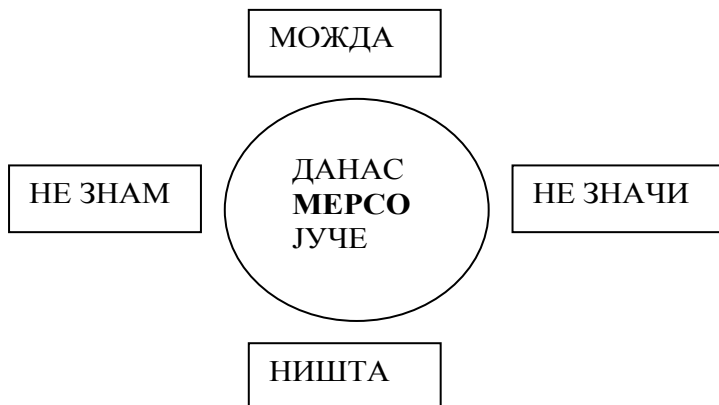 МОЖДА
НЕ ЗНАМ
ДАНАС
МЕРСО
ЈУЧЕ
НЕ ЗНАЧИ
НИШТА